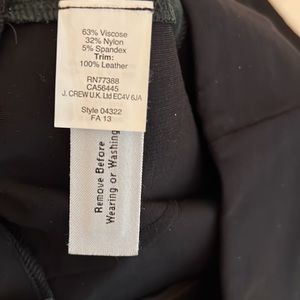 63% Viscose
32% Nylon
5% Spandex
Trim:
100% Leather
RN77388
CA56445
J. CREW U.K. Ltd EC4V 6JA
Style 04322
FA 13
Remove Before
Wearing or Washing